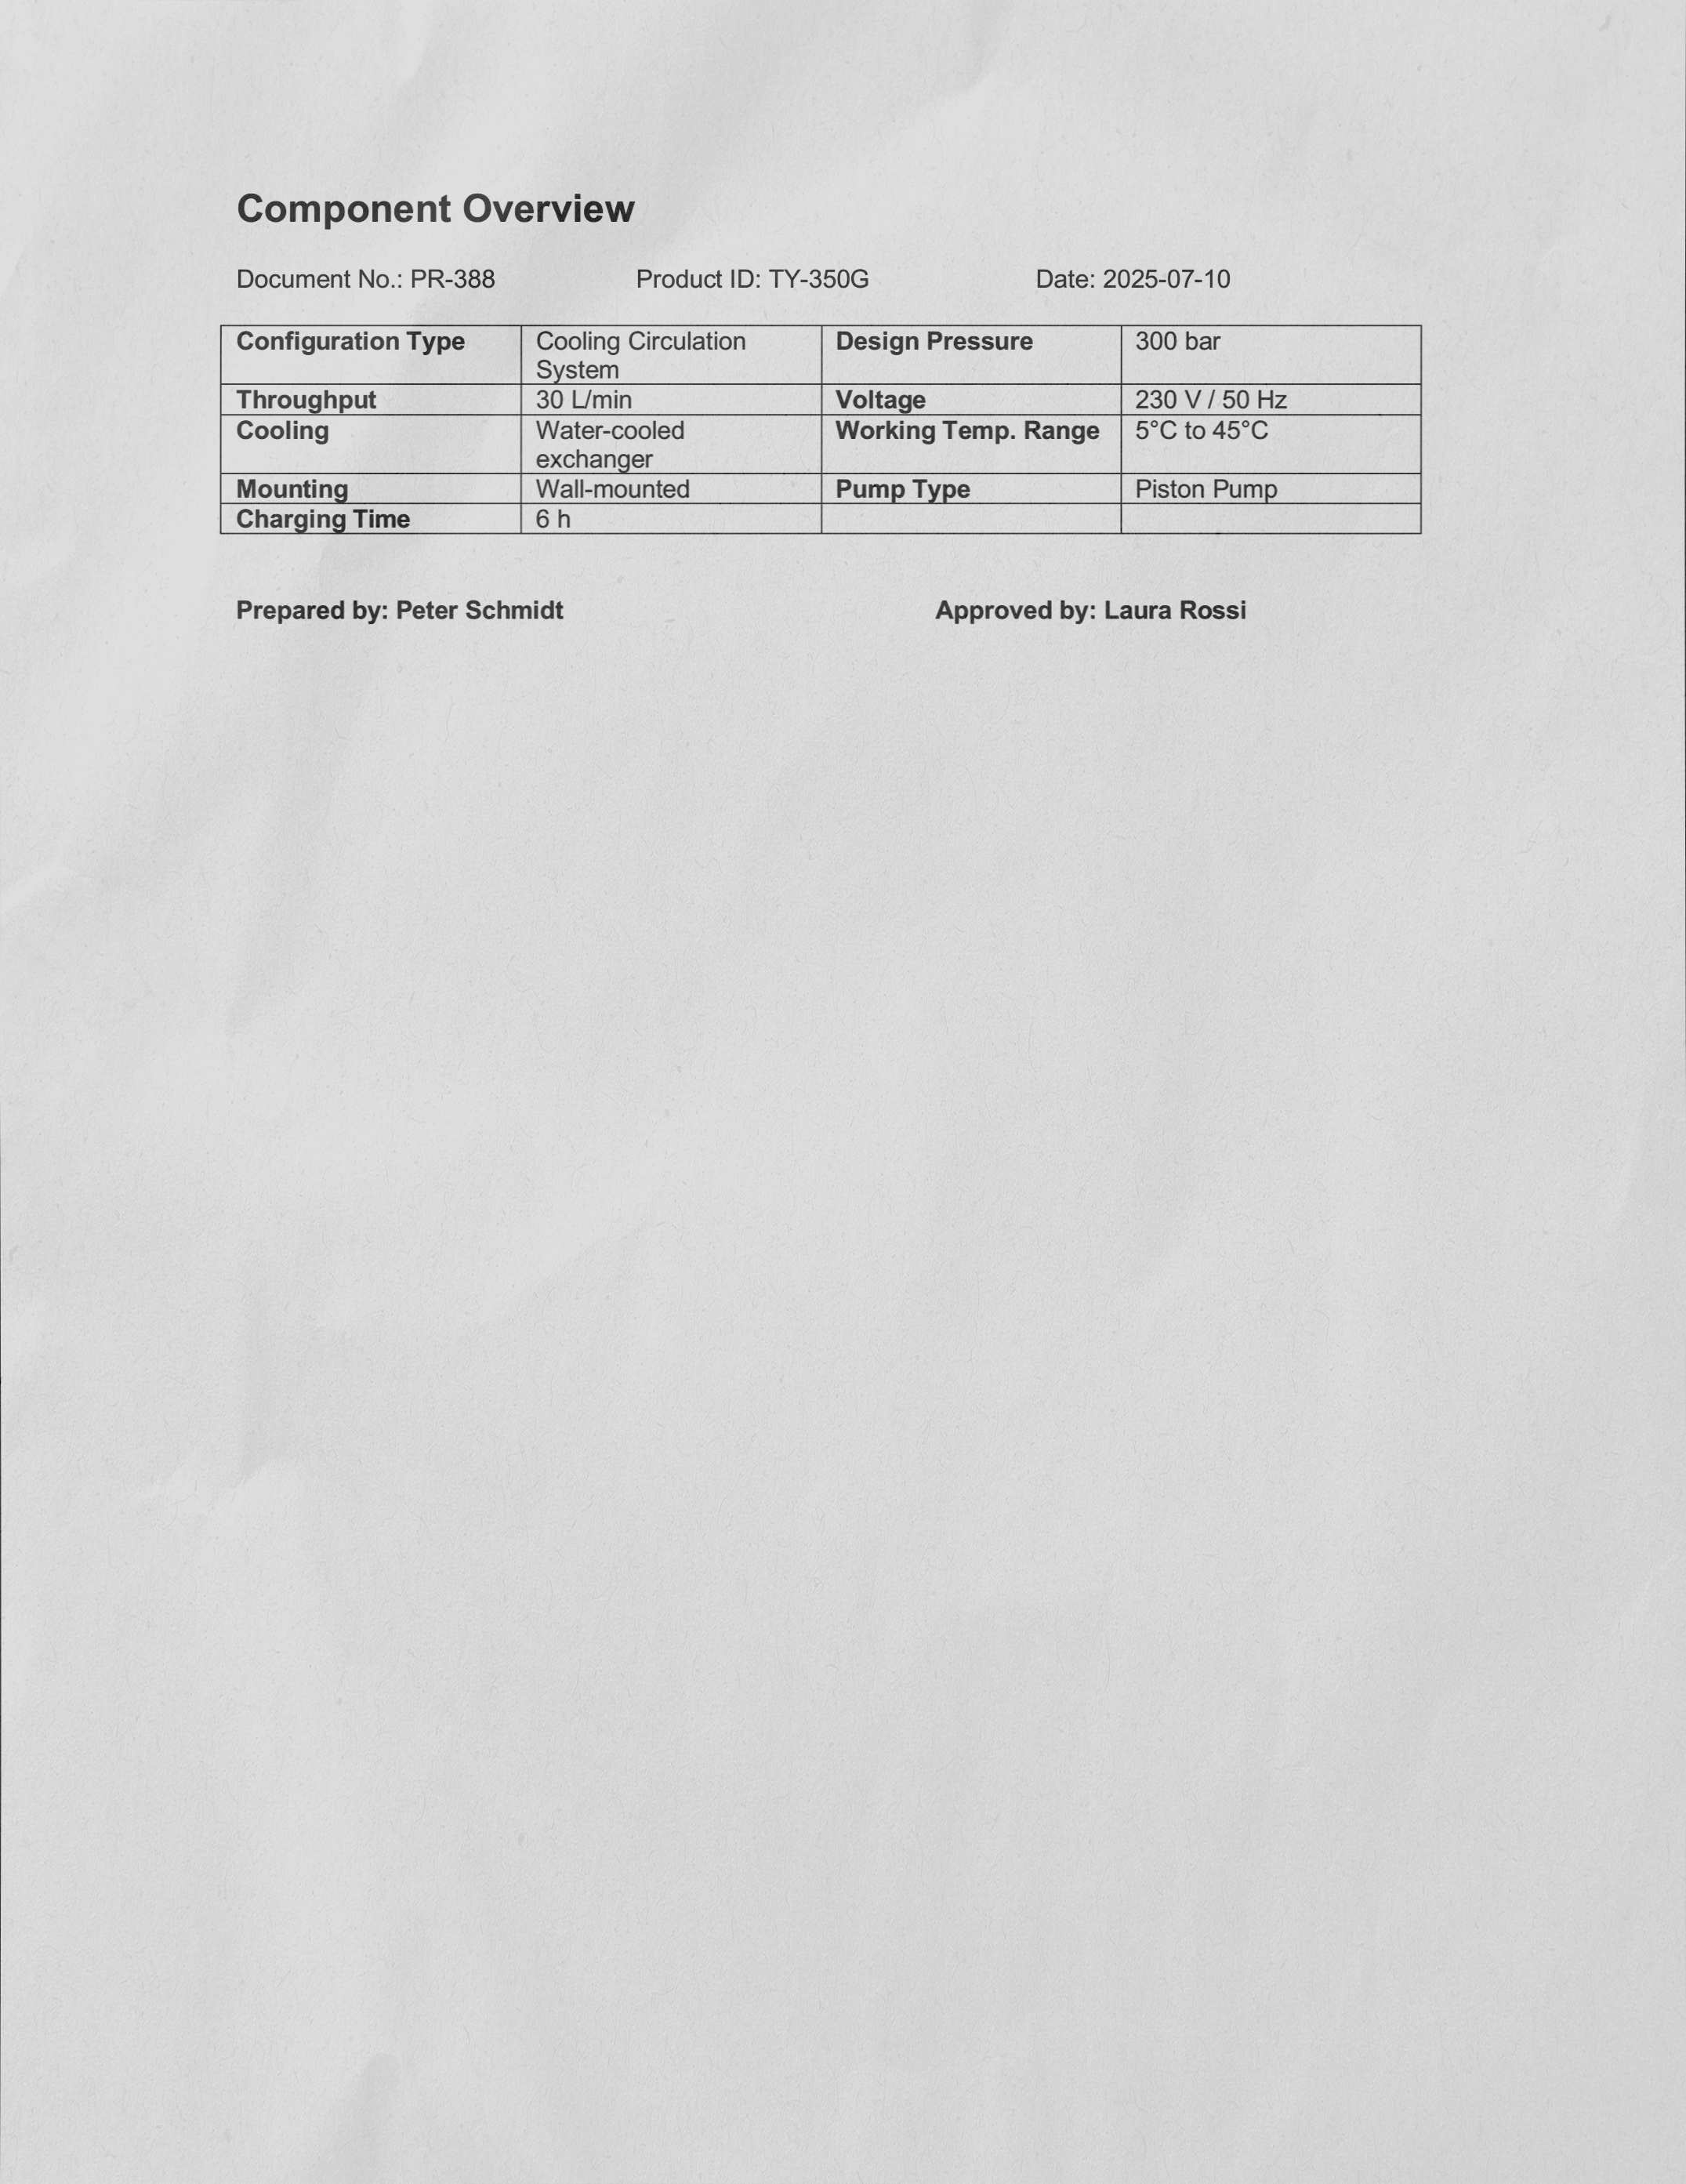 Component Overview
Document No.: PR-388 Product ID: TY-350G Date: 2025-07-10
Configuration Type Cooling Circulation Design Pressure 300 bar
System
Throughput 30 L/min Voltage 230 V / 50 Hz
Cooling Water-cooled Working Temp. Range 5°C to 45°C
exchanger
Mounting Wall-mounted Pump Type Piston Pump
Charging Time 6 h
Prepared by: Peter Schmidt Approved by: Laura Rossi